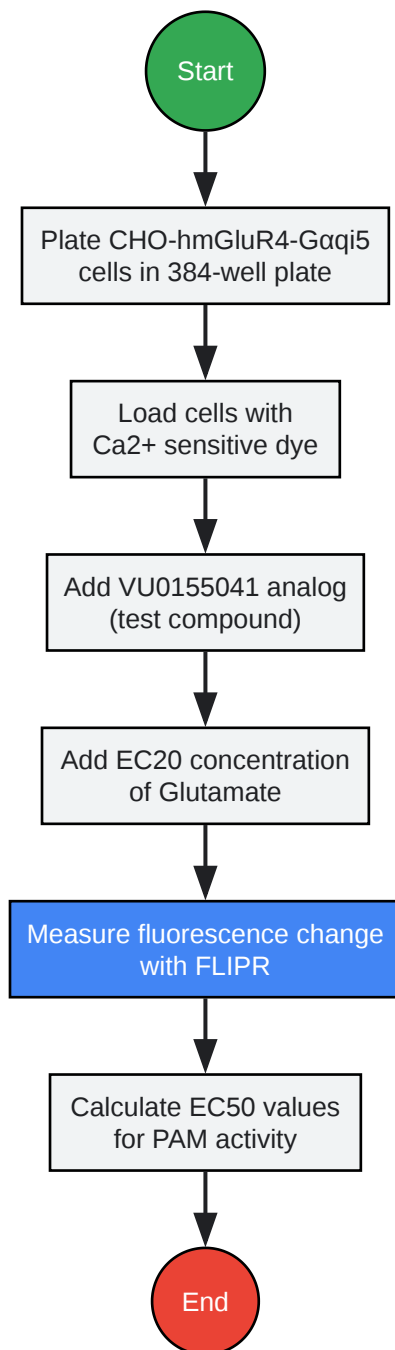 Start
Plate CHO-hmGluR4-Gαqi5
cells in 384-well plate
Load cells with
Ca2+ sensitive dye
Add VU0155041 analog
(test compound)
Add EC20 concentration
of Glutamate
Measure fluorescence change
with FLIPR
Calculate EC50 values
for PAM activity
End